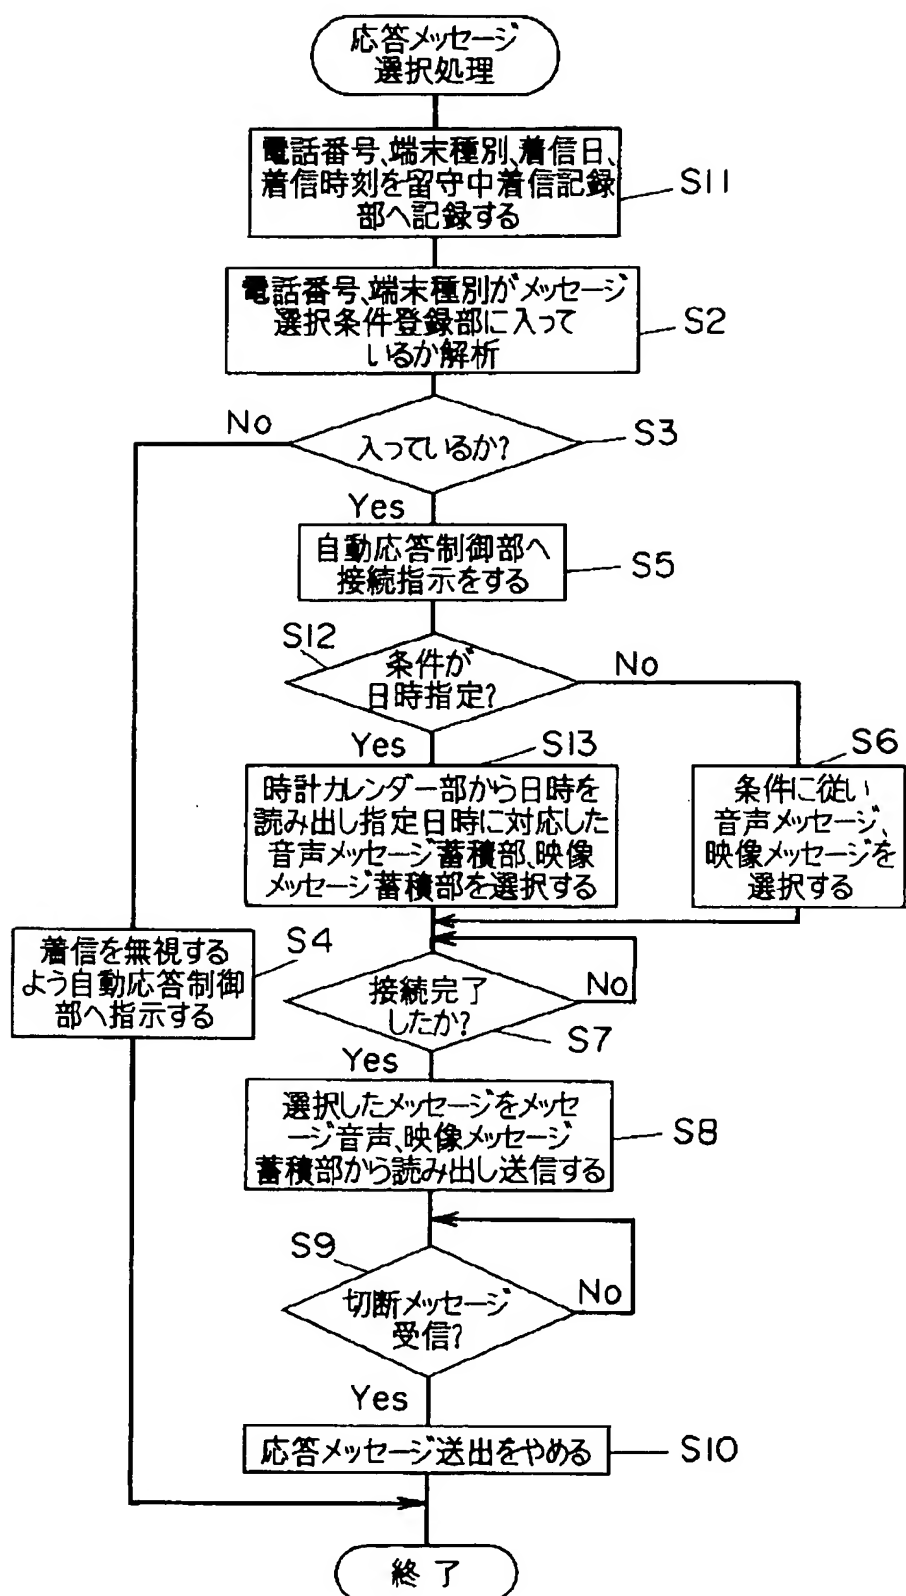 応答メッセージ
選択処理
電話番号、端末種別、着信日、
着信時刻を留守中着信記録
部へ記録する
S11
電話番号、端末種別がメッセージ
選択条件登録部に入って
いるか解析
S2
No
入っているか?
S3
Yes
自動応答制御部へ
接続指示をする
S5
S12
条件が
日時指定?
No
Yes
S13
時計カレンダー部から日時を
読み出し指定日時に対応した
音声メッセージ蓄積部、映像
メッセージ蓄積部を選択する
S6
条件に従い
音声メッセージ、
映像メッセージを
選択する
着信を無視する
よう自動応答制御
部へ指示する
S4
接続完了
したか?
No
S7
Yes
選択したメッセージをメッセ
ージ音声、映像メッセージ
蓄積部から読み出し送信する
S8
S9
切断メッセージ
受信?
No
Yes
応答メッセージ送出をやめる
S10
終了